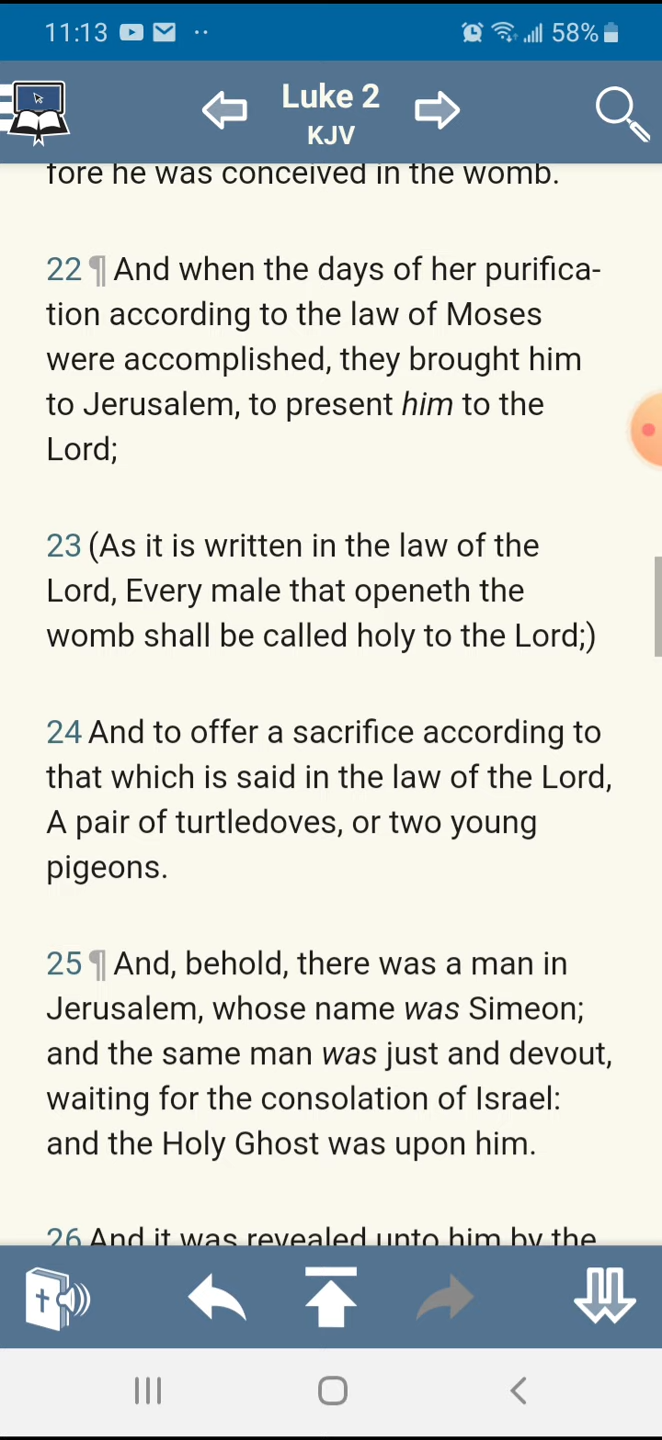 11:13
58%
Luke 2
KJV
fore he was conceived in the womb.
22 ¶ And when the days of her purifica-
tion according to the law of Moses
were accomplished, they brought him
to Jerusalem, to present him to the
Lord;
23 (As it is written in the law of the
Lord, Every male that openeth the
womb shall be called holy to the Lord;)
24 And to offer a sacrifice according to
that which is said in the law of the Lord,
A pair of turtledoves, or two young
pigeons.
25 ¶ And, behold, there was a man in
Jerusalem, whose name was Simeon;
and the same man was just and devout,
waiting for the consolation of Israel:
and the Holy Ghost was upon him.
26 And it was revealed unto him by the